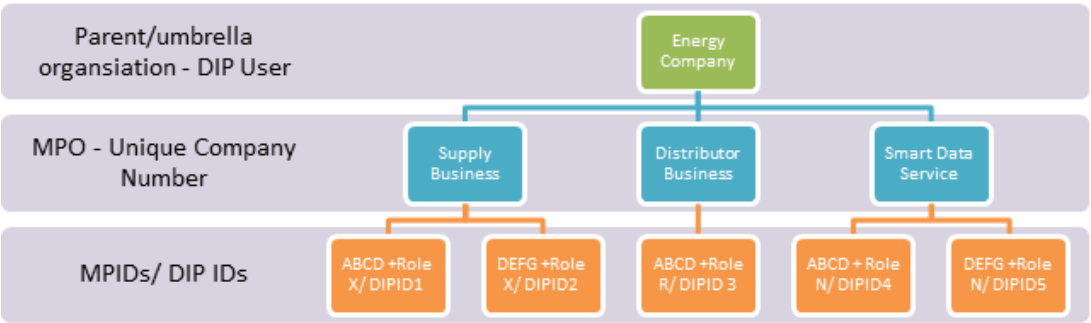 Parent/umbrella
organsiation - DIP User
Energy
Company
MPO - Unique Company
Number
Supply
Business
Distributor
Business
Smart Data
Service
MPIDs/ DIP IDs
ABCD +Role
X/ DIPID1
DEFG +Role
X/ DIPID2
ABCD +Role
R/ DIPID 3
ABCD + Role
N/ DIPID4
DEFG +Role
N/ DIPID5